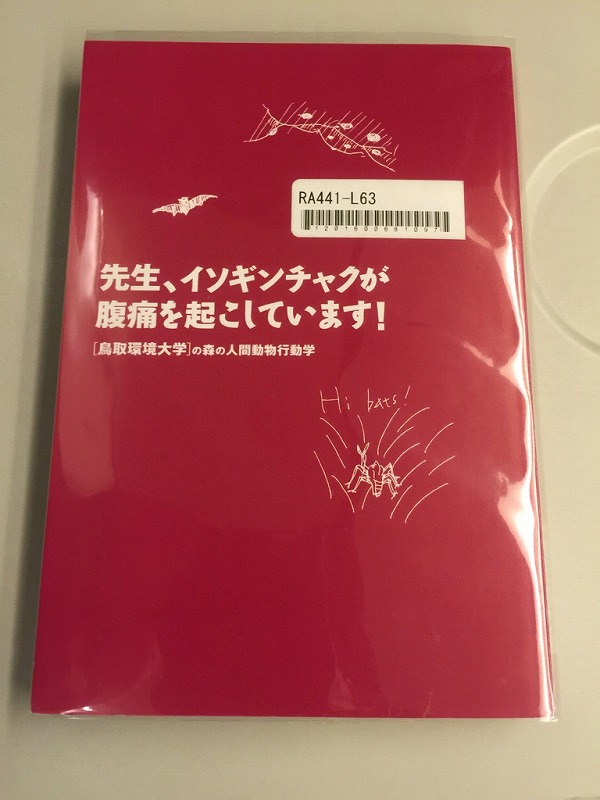 RA441-L63
120160068109?
先生、イソギンチャクが
腹痛を起こしています!
[鳥取環境大学]の森の人間動物行動学
Hi bats!